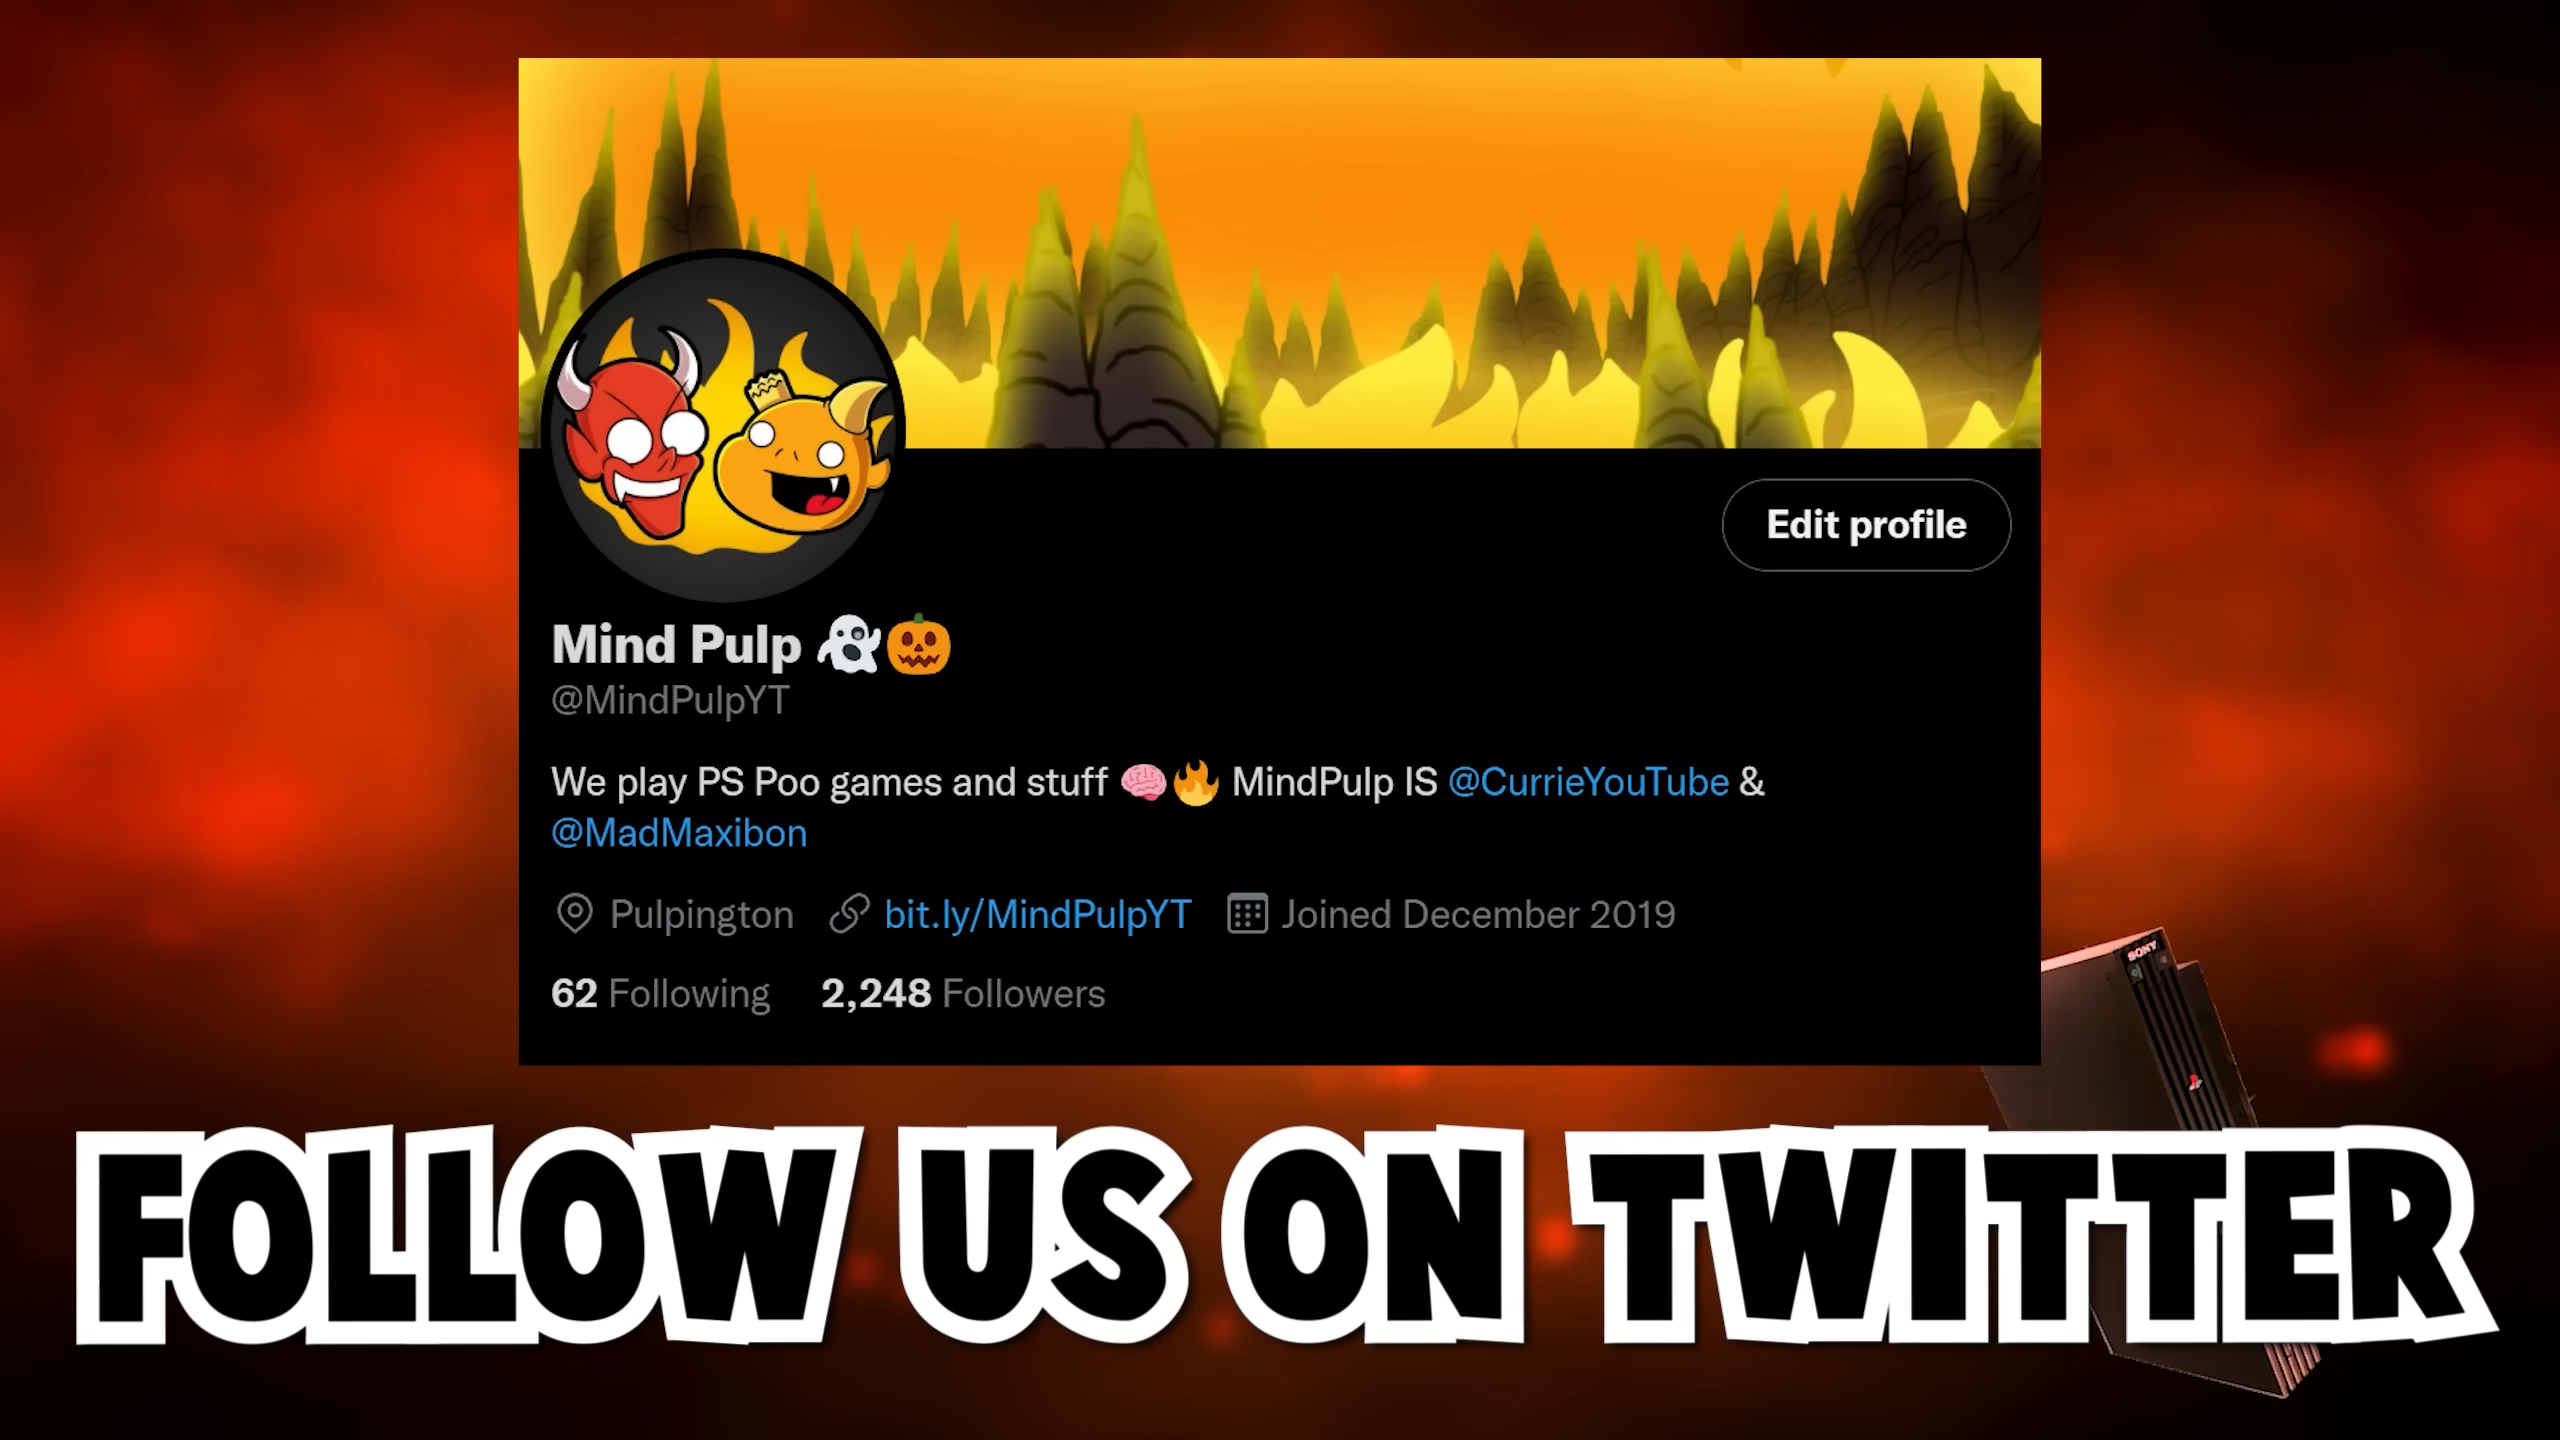 Edit profile
Mind Pulp 👻🎃
@MindPulpYT
We play PS Poo games and stuff 🧠🔥 MindPulp IS @CurrieYouTube &
@MadMaxibon
Pulpington bit.ly/MindPulpYT Joined December 2019
62 Following 2,248 Followers
SONY
FOLLOW US ON TWITTER